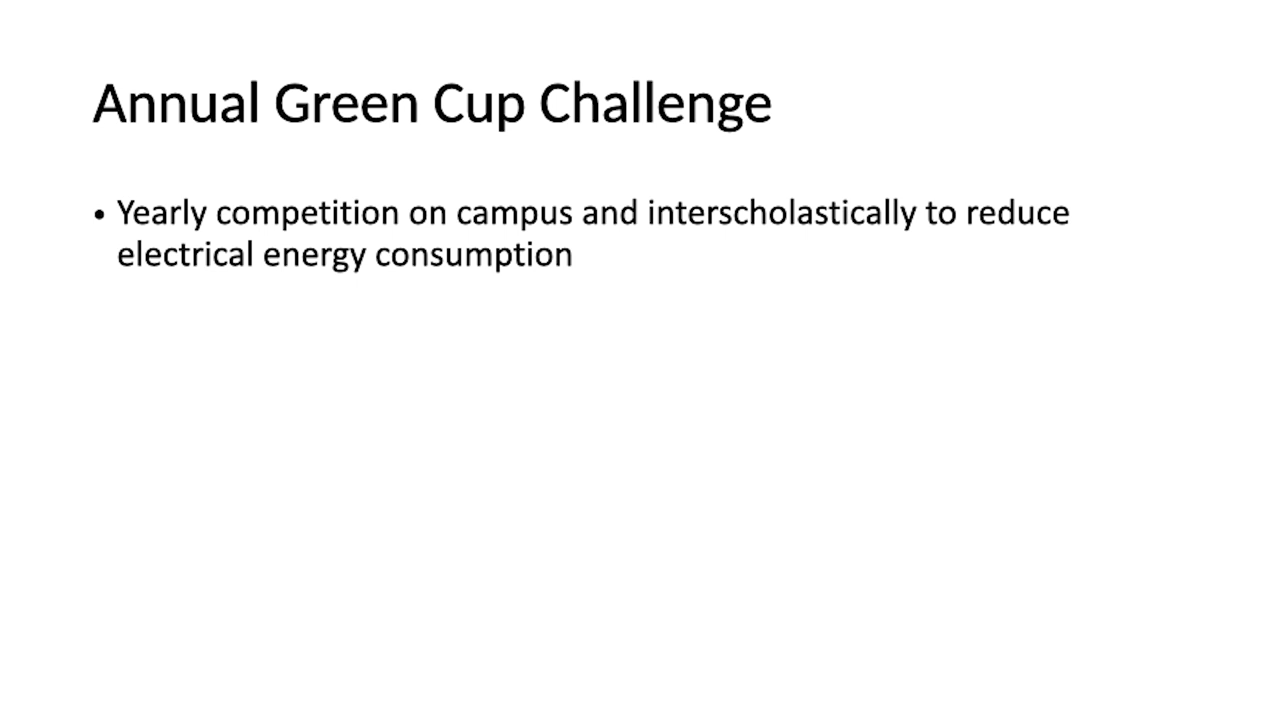 Annual Green Cup Challenge
• Yearly competition on campus and interscholastically to reduce
electrical energy consumption